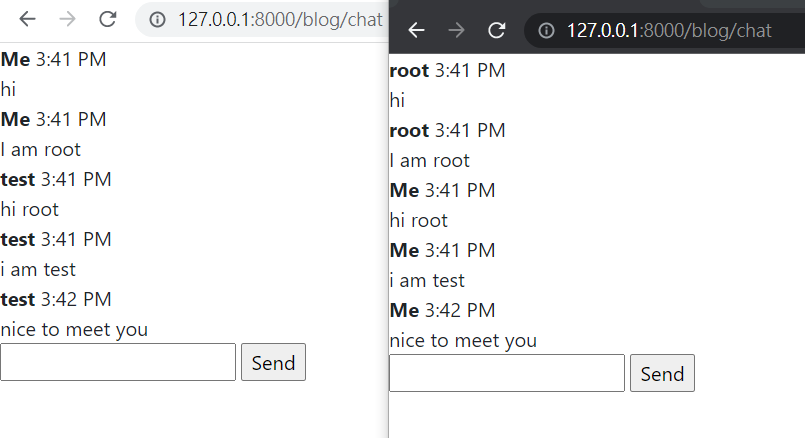 127.0.0.1:8000/blog/chat
Me 3:41 PM
hi
Me 3:41 PM
I am root
test 3:41 PM
hi root
test 3:41 PM
i am test
test 3:42 PM
nice to meet you
Send
127.0.0.1:8000/blog/chat
root 3:41 PM
hi
root 3:41 PM
I am root
Me 3:41 PM
hi root
Me 3:41 PM
i am test
Me 3:42 PM
nice to meet you
Send